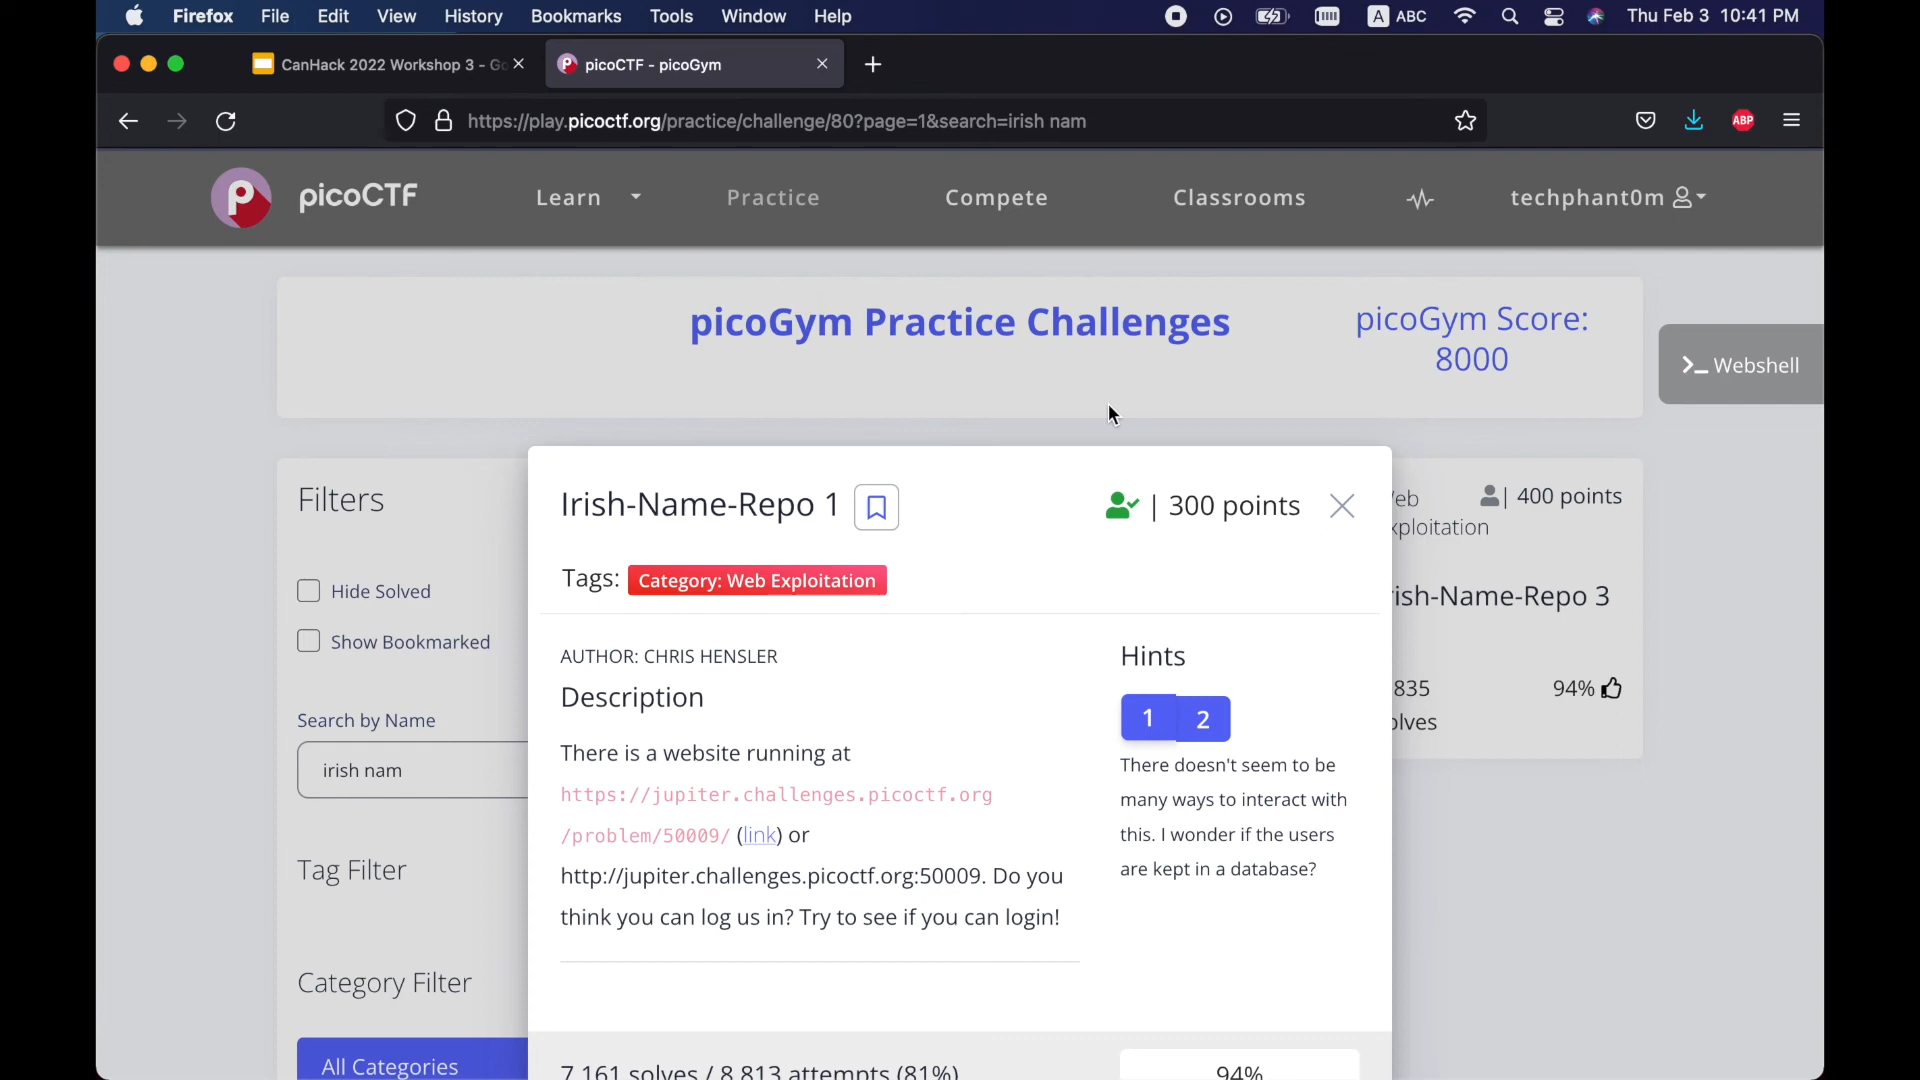 Firefox File Edit View History Bookmarks Tools Window Help
A ABC
Thu Feb 3 10:41 PM
CanHack 2022 Workshop 3 - Go
picoCTF - picoGym
https://play.picoctf.org/practice/challenge/80?page=1&search=irish nam
ABP
picoCTF
Learn
Practice
Compete
Classrooms
techphant0m
picoGym Practice Challenges
picoGym Score:
8000
>_ Webshell
Filters
Hide Solved
Show Bookmarked
Search by Name
irish nam
Tag Filter
Category Filter
All Categories
Irish-Name-Repo 1
| 300 points
Tags: Category: Web Exploitation
AUTHOR: CHRIS HENSLER
Description
There is a website running at
https://jupiter.challenges.picoctf.org
/problem/50009/ (link) or
http://jupiter.challenges.picoctf.org:50009. Do you
think you can log us in? Try to see if you can login!
Hints
1 2
There doesn't seem to be
many ways to interact with
this. I wonder if the users
are kept in a database?
7,161 solves / 8,813 attempts (81%)
94%
eb
xploitation
| 400 points
ish-Name-Repo 3
835
olves
94%